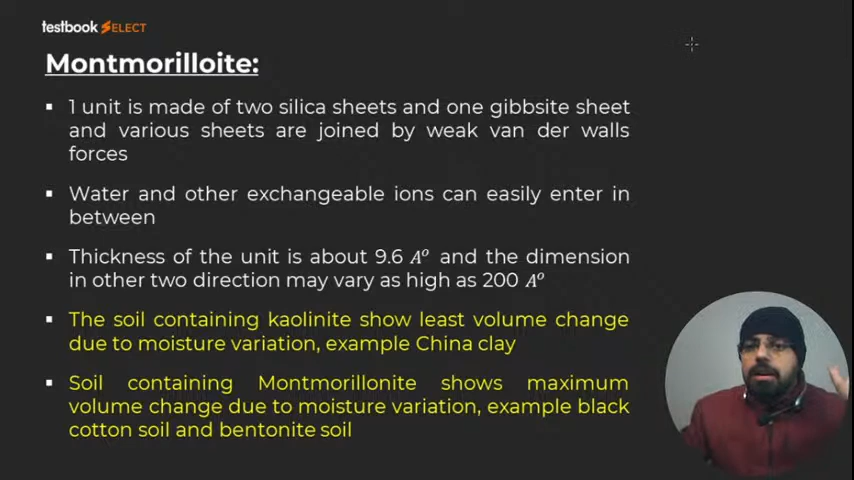 testbook SELECT
Montmorilloite:
▪ 1 unit is made of two silica sheets and one gibbsite sheet
and various sheets are joined by weak van der walls
forces
▪ Water and other exchangeable ions can easily enter in
between
▪ Thickness of the unit is about 9.6 Aᵒ and the dimension
in other two direction may vary as high as 200 Aᵒ
▪ The soil containing kaolinite show least volume change
due to moisture variation, example China clay
▪ Soil containing Montmorillonite shows maximum
volume change due to moisture variation, example black
cotton soil and bentonite soil